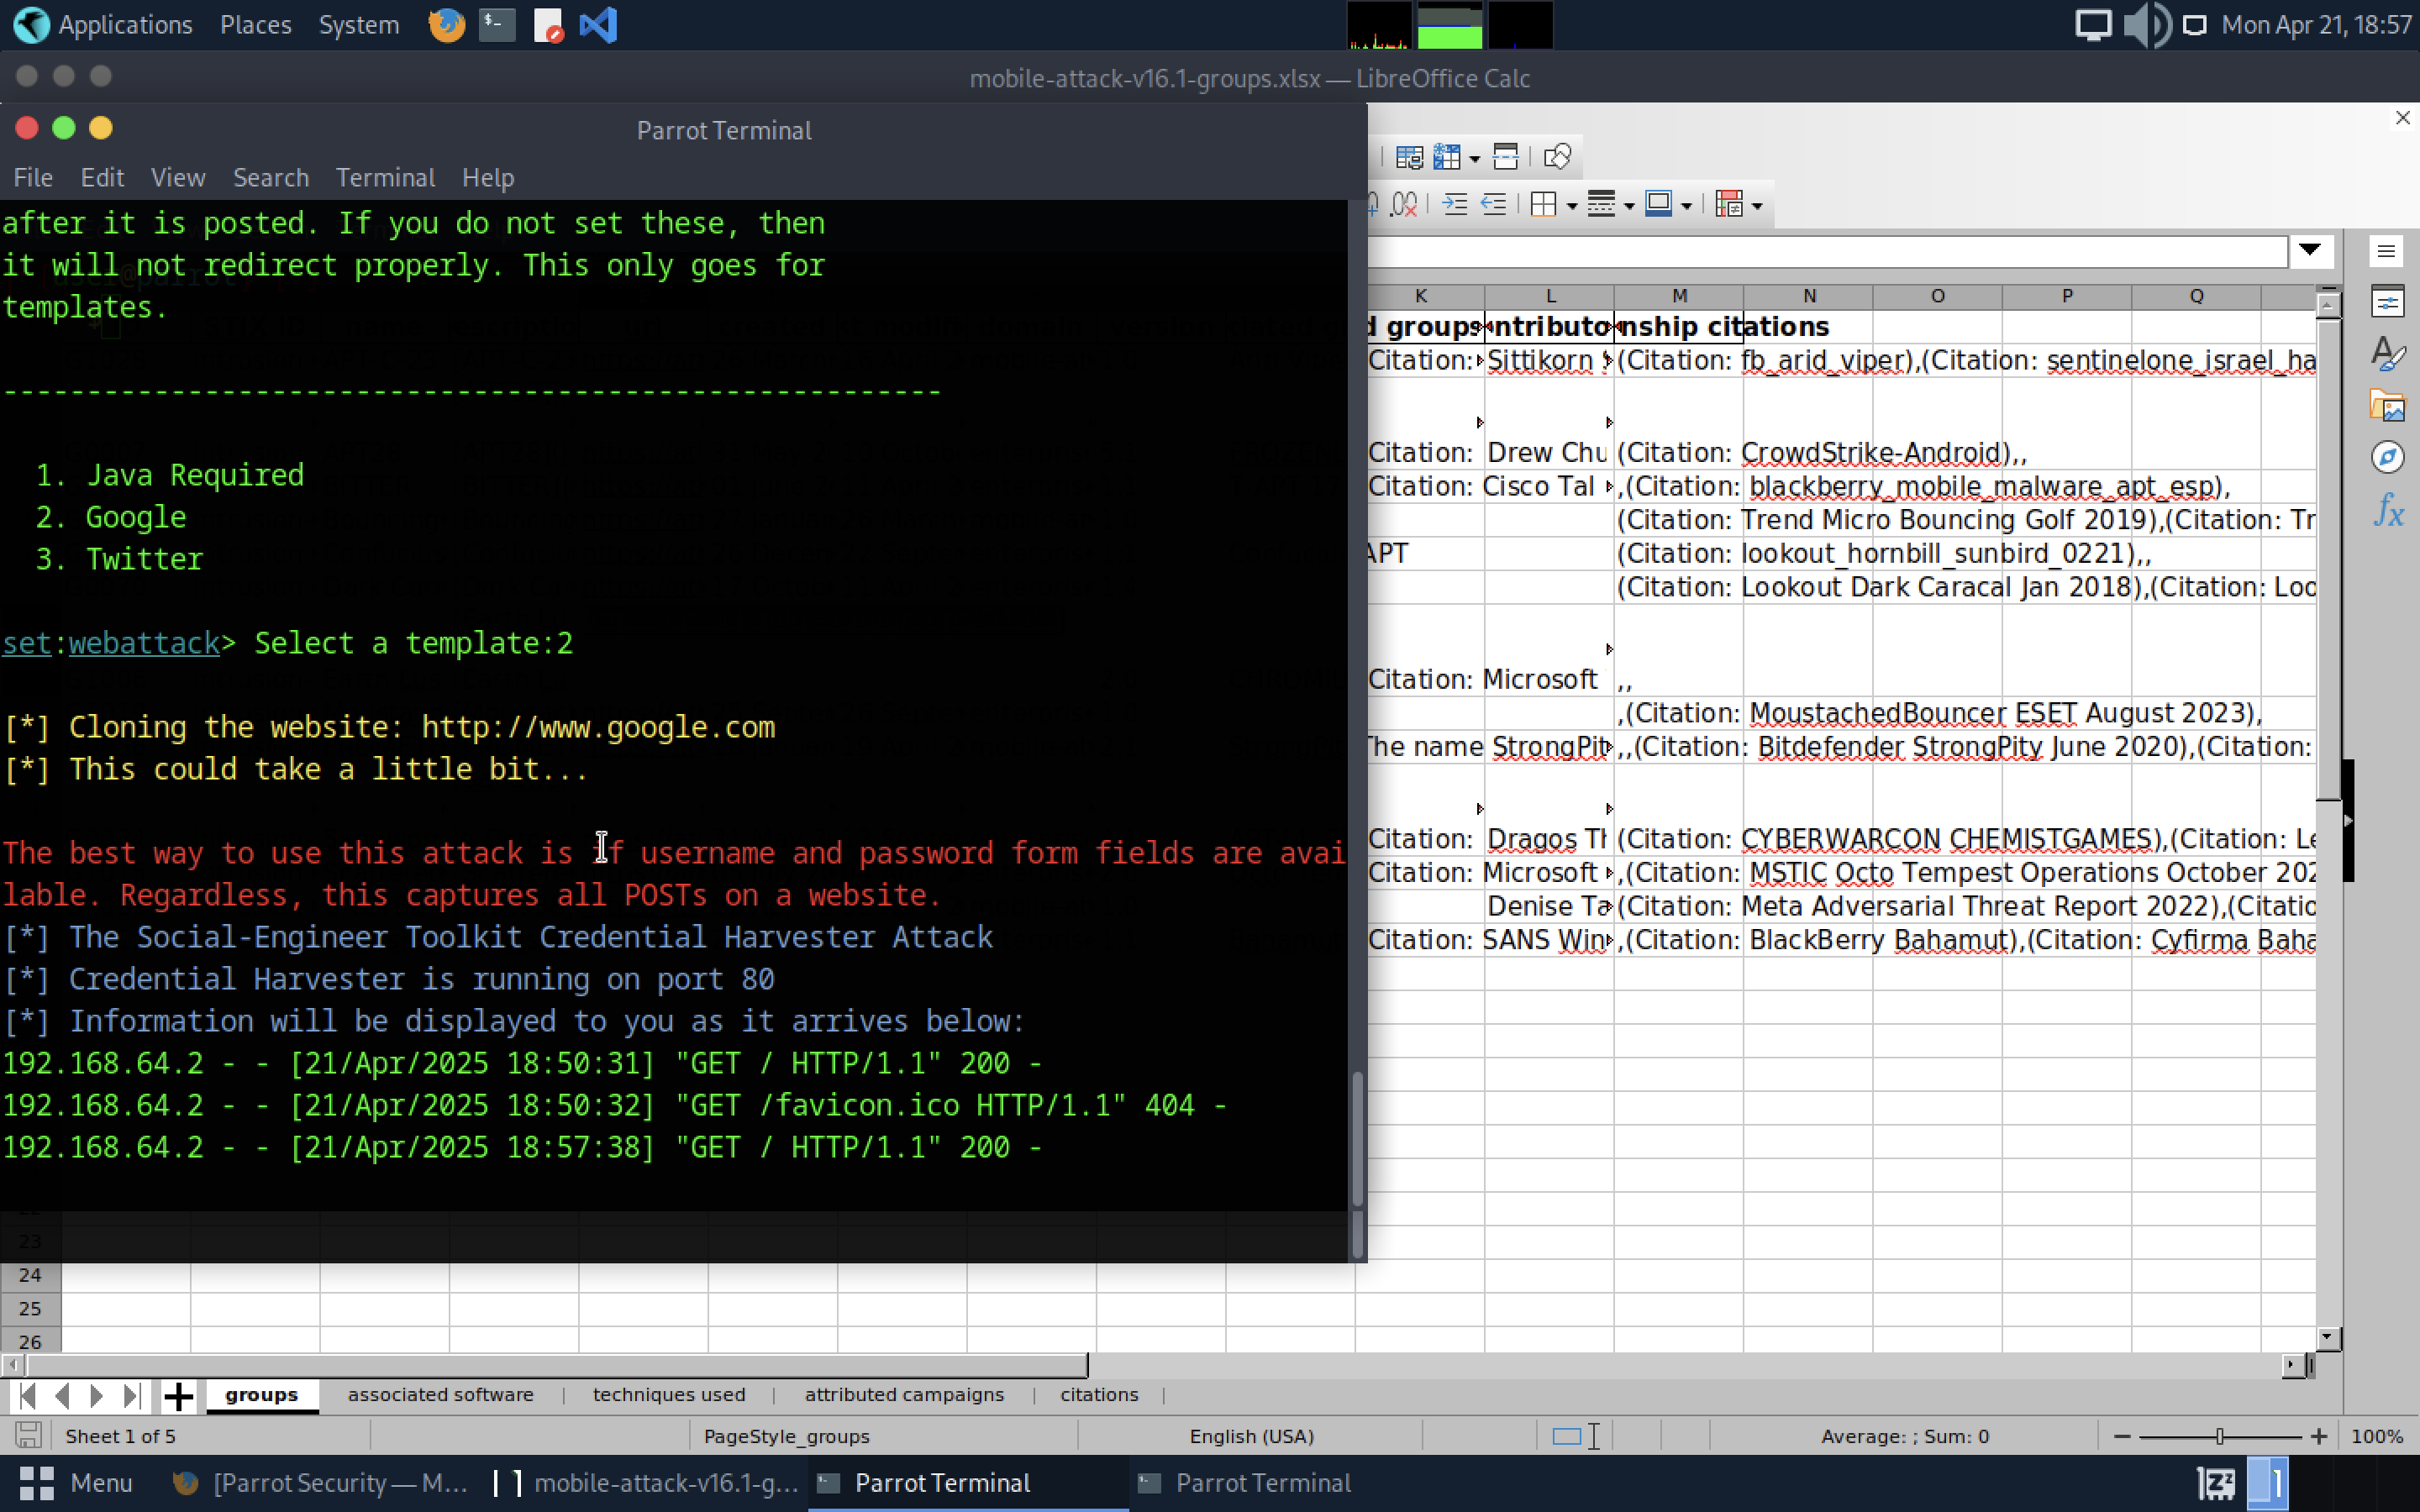 Applications Places System
Mon Apr 21, 18:57
mobile-attack-v16.1-groups.xlsx — LibreOffice Calc
Parrot Terminal
File Edit View Search Terminal Help
after it is posted. If you do not set these, then
it will not redirect properly. This only goes for
templates.
--------------------------------------------------------
1. Java Required
2. Google
3. Twitter
set:webattack> Select a template:2
[*] Cloning the website: http://www.google.com
[*] This could take a little bit...
The best way to use this attack is if username and password form fields are avai
lable. Regardless, this captures all POSTs on a website.
[*] The Social-Engineer Toolkit Credential Harvester Attack
[*] Credential Harvester is running on port 80
[*] Information will be displayed to you as it arrives below:
192.168.64.2 - - [21/Apr/2025 18:50:31] "GET / HTTP/1.1" 200 -
192.168.64.2 - - [21/Apr/2025 18:50:32] "GET /favicon.ico HTTP/1.1" 404 -
192.168.64.2 - - [21/Apr/2025 18:57:38] "GET / HTTP/1.1" 200 -
K L M N O P Q
d groups ntributo nship citations
Citation: Sittikorn (Citation: fb_arid_viper),(Citation: sentinelone_israel_ha
Citation: Drew Chu (Citation: CrowdStrike-Android),,
Citation: Cisco Tal ,(Citation: blackberry_mobile_malware_apt_esp),
(Citation: Trend Micro Bouncing Golf 2019),(Citation: Tr
APT (Citation: lookout_hornbill_sunbird_0221),,
(Citation: Lookout Dark Caracal Jan 2018),(Citation: Loo
Citation: Microsoft ,,
,(Citation: MoustachedBouncer ESET August 2023),
The name StrongPit ,,(Citation: Bitdefender StrongPity June 2020),(Citation:
Citation: Dragos Th (Citation: CYBERWARCON CHEMISTGAMES),(Citation: Le
Citation: Microsoft ,(Citation: MSTIC Octo Tempest Operations October 202
Denise Ta (Citation: Meta Adversarial Threat Report 2022),(Citatio
Citation: SANS Win ,(Citation: BlackBerry Bahamut),(Citation: Cyfirma Baha
23
24
25
26
groups associated software techniques used attributed campaigns citations
Sheet 1 of 5 PageStyle_groups English (USA) Average: ; Sum: 0 100%
Menu [Parrot Security — M... mobile-attack-v16.1-g... Parrot Terminal Parrot Terminal